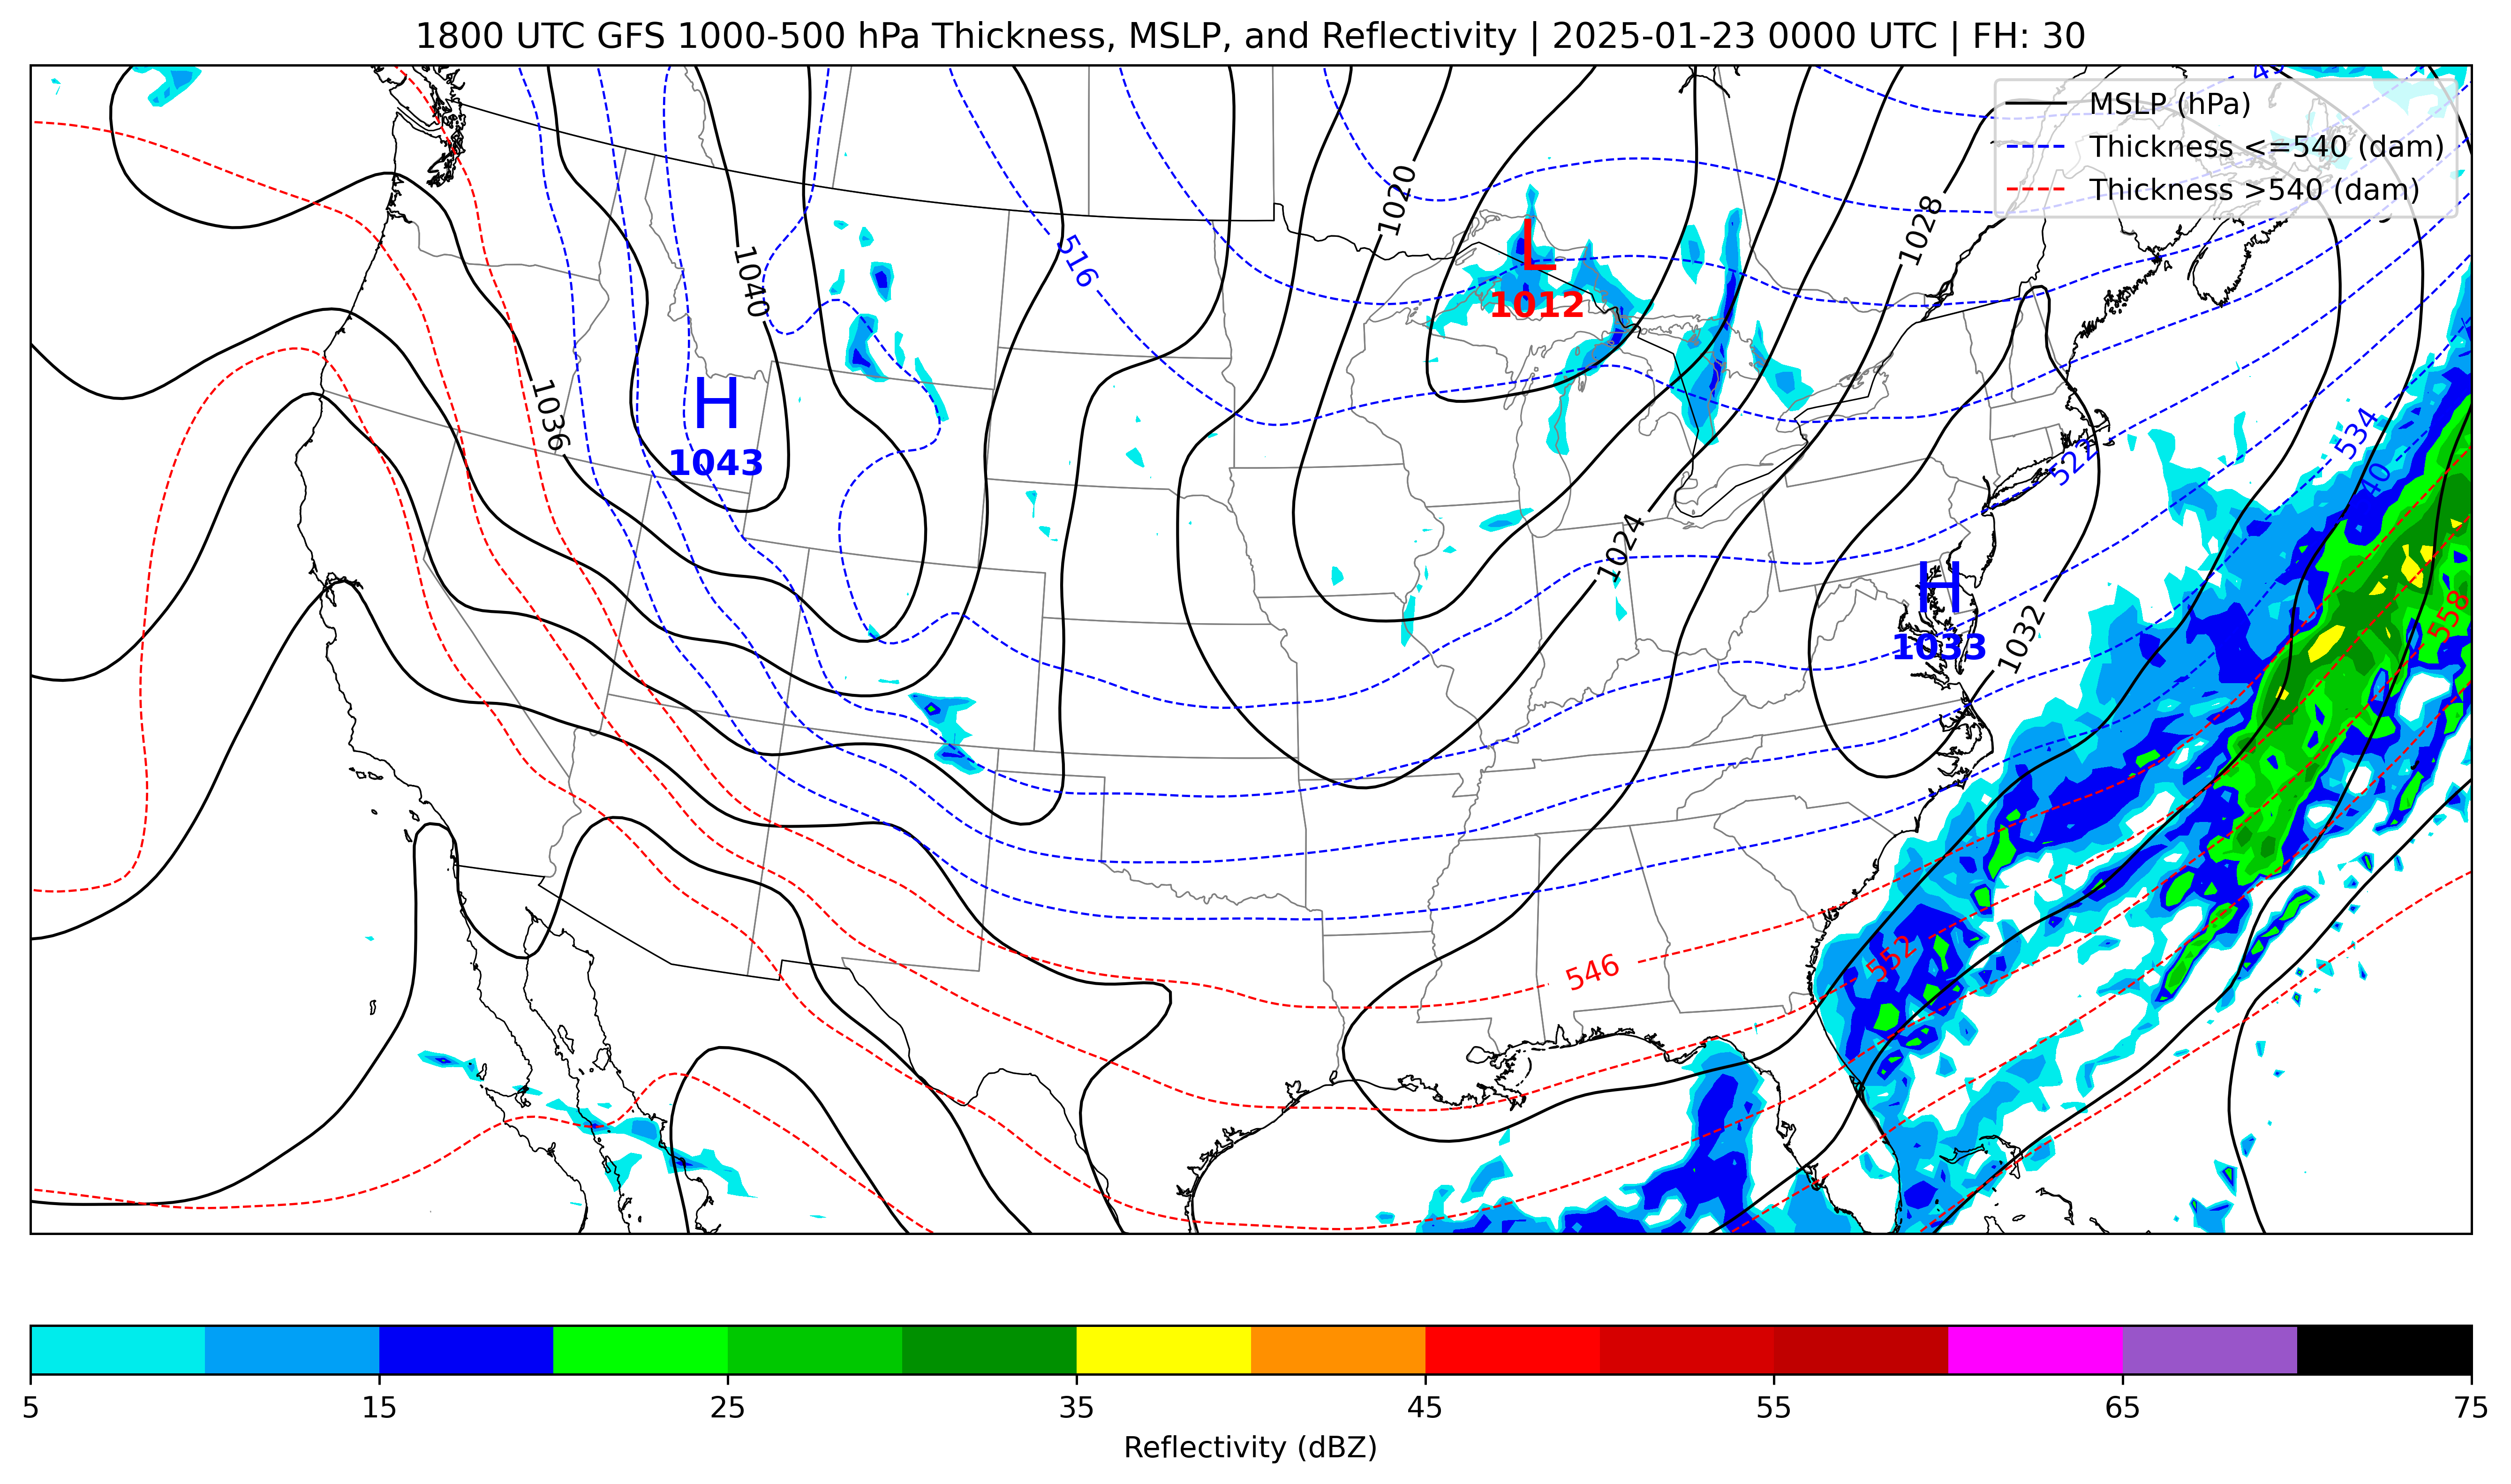 1800 UTC GFS 1000-500 hPa Thickness, MSLP, and Reflectivity | 2025-01-23 0000 UTC | FH: 30
MSLP (hPa)
Thickness <=540 (dam)
Thickness >540 (dam)
1020
1028
L
1012
516
1040
H
1043
1036
534
522
40
1024
H
1033
1032
558
546
552
5 15 25 35 45 55 65 75
Reflectivity (dBZ)